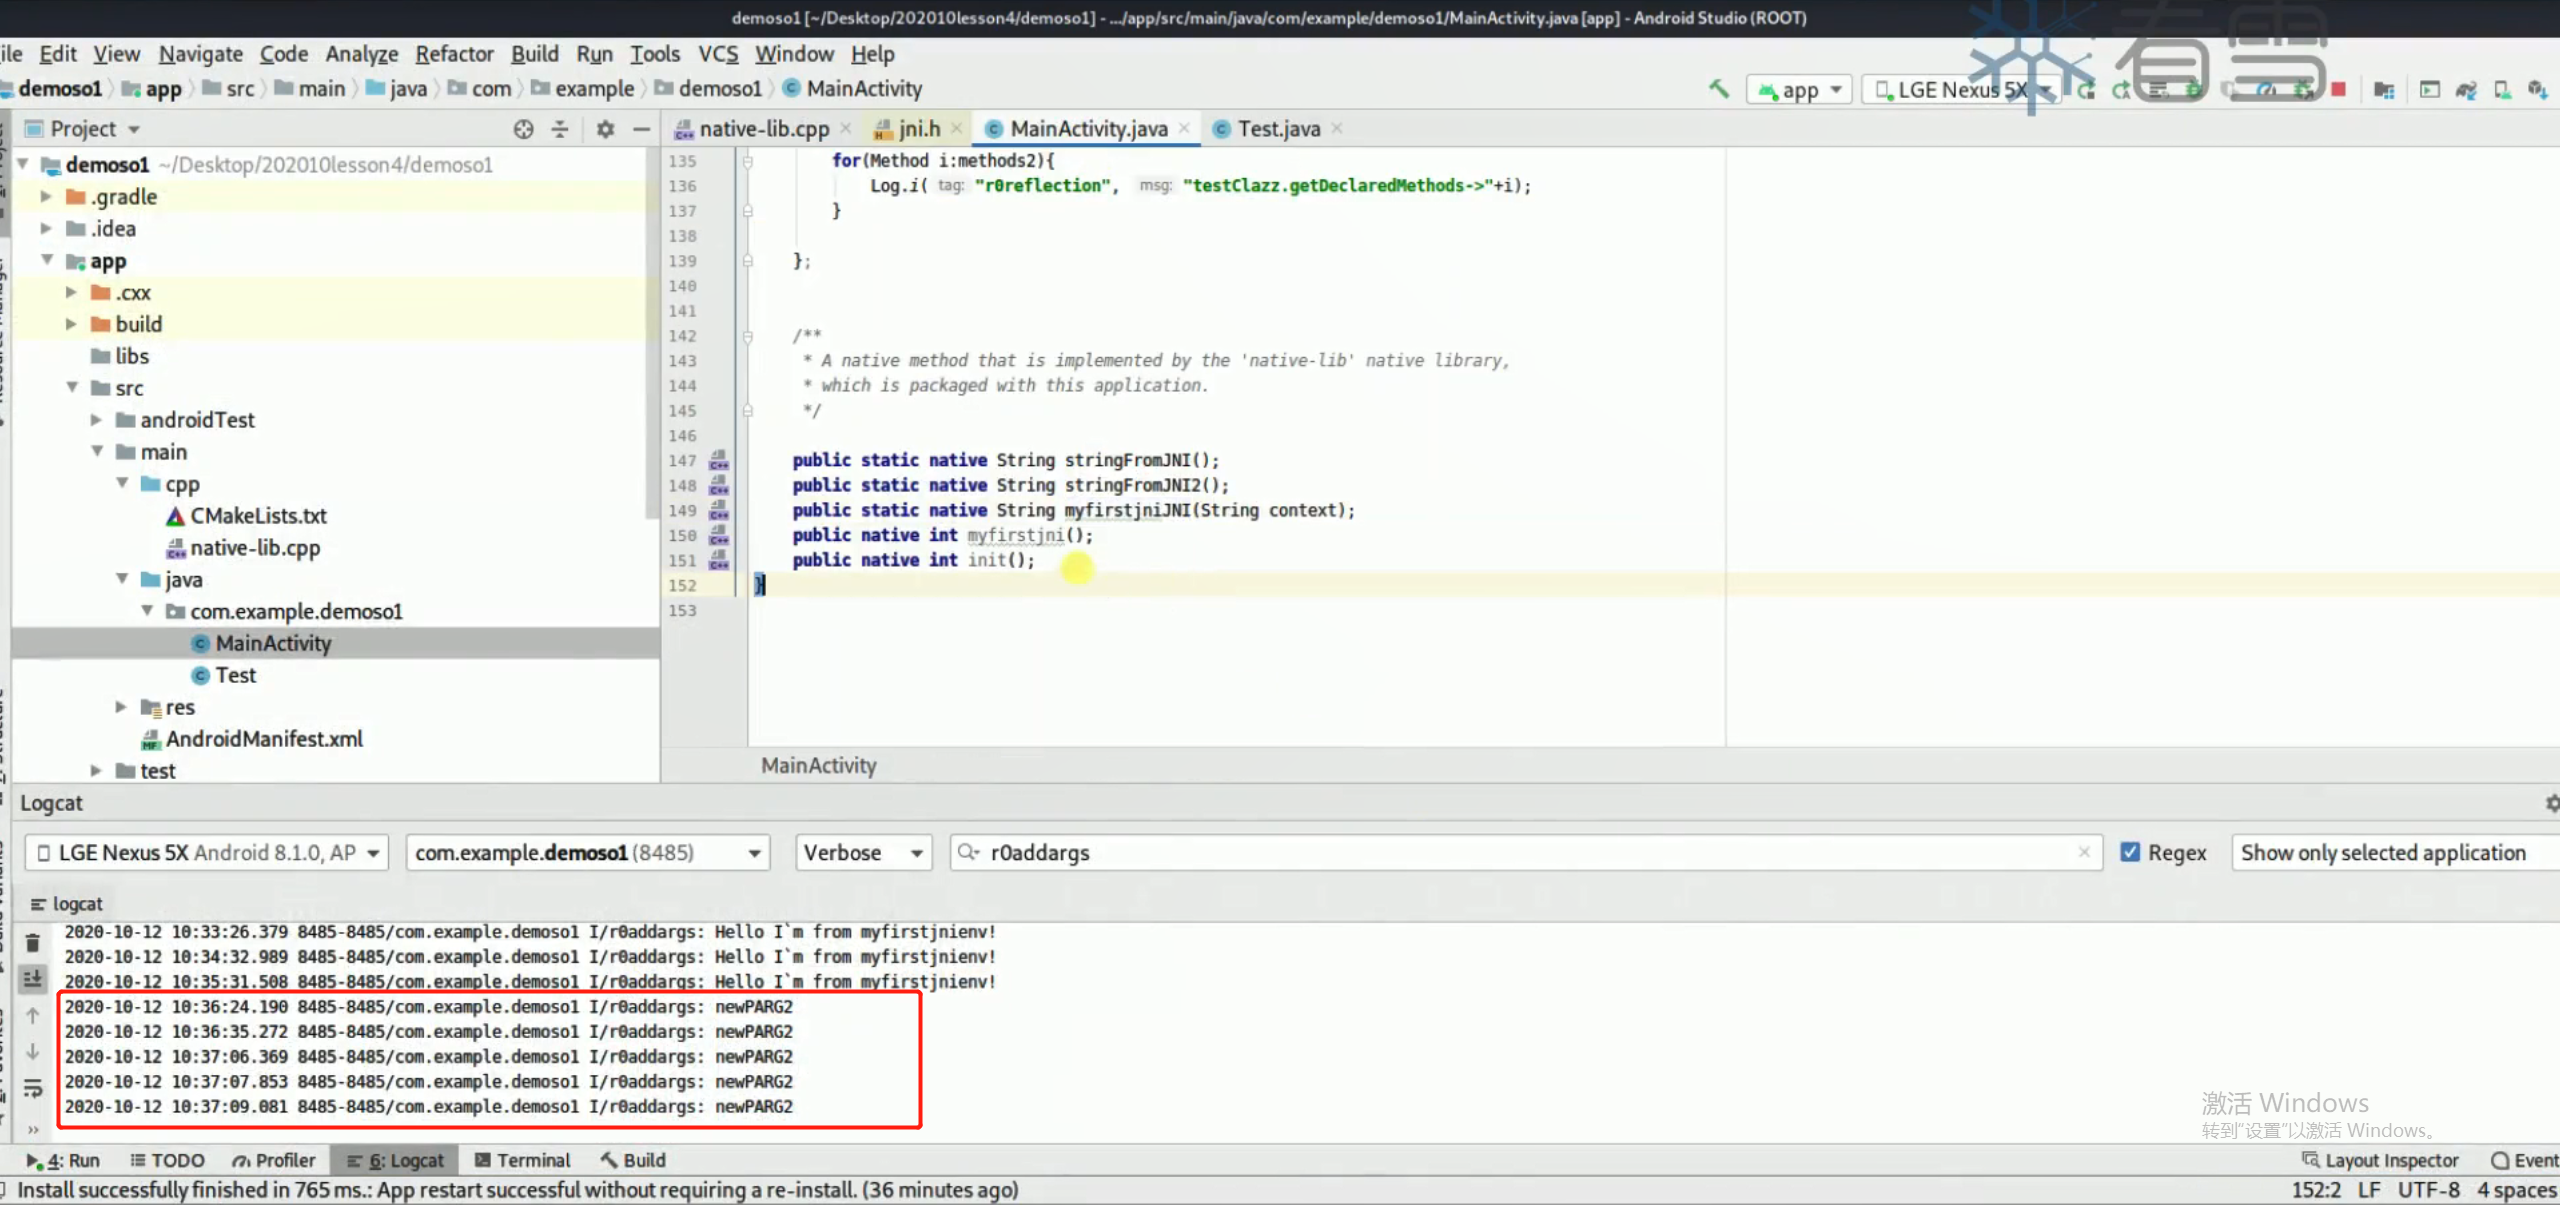 demoso1 [~/Desktop/202010lesson4/demoso1] - .../app/src/main/java/com/example/demoso1/MainActivity.java [app] - Android Studio (ROOT)
看雪
ile Edit View Navigate Code Analyze Refactor Build Run Tools VCS Window Help
demoso1 app src main java com example demoso1 MainActivity
app LGE Nexus 5X
Project
native-lib.cpp jni.h MainActivity.java Test.java
demoso1 ~/Desktop/202010lesson4/demoso1
.gradle
.idea
app
.cxx
build
libs
src
androidTest
main
cpp
CMakeLists.txt
native-lib.cpp
java
com.example.demoso1
MainActivity
Test
res
AndroidManifest.xml
test
135 for(Method i:methods2){
136 Log.i( tag: "r0reflection", msg: "testClazz.getDeclaredMethods->"+i);
137 }
138
139 };
140
141
142 /**
143 * A native method that is implemented by the 'native-lib' native library,
144 * which is packaged with this application.
145 */
146
147 public static native String stringFromJNI();
148 public static native String stringFromJNI2();
149 public static native String myfirstjniJNI(String context);
150 public native int myfirstjni();
151 public native int init();
152 }
153
MainActivity
Logcat
LGE Nexus 5X Android 8.1.0, AP com.example.demoso1 (8485) Verbose r0addargs Regex Show only selected application
logcat
2020-10-12 10:33:26.379 8485-8485/com.example.demoso1 I/r0addargs: Hello I`m from myfirstjnienv!
2020-10-12 10:34:32.989 8485-8485/com.example.demoso1 I/r0addargs: Hello I`m from myfirstjnienv!
2020-10-12 10:35:31.508 8485-8485/com.example.demoso1 I/r0addargs: Hello I`m from myfirstjnienv!
2020-10-12 10:36:24.190 8485-8485/com.example.demoso1 I/r0addargs: newPARG2
2020-10-12 10:36:35.272 8485-8485/com.example.demoso1 I/r0addargs: newPARG2
2020-10-12 10:37:06.369 8485-8485/com.example.demoso1 I/r0addargs: newPARG2
2020-10-12 10:37:07.853 8485-8485/com.example.demoso1 I/r0addargs: newPARG2
2020-10-12 10:37:09.081 8485-8485/com.example.demoso1 I/r0addargs: newPARG2
激活 Windows
转到"设置"以激活 Windows。
4: Run TODO Profiler 6: Logcat Terminal Build Layout Inspector Event
Install successfully finished in 765 ms.: App restart successful without requiring a re-install. (36 minutes ago) 152:2 LF UTF-8 4 spaces